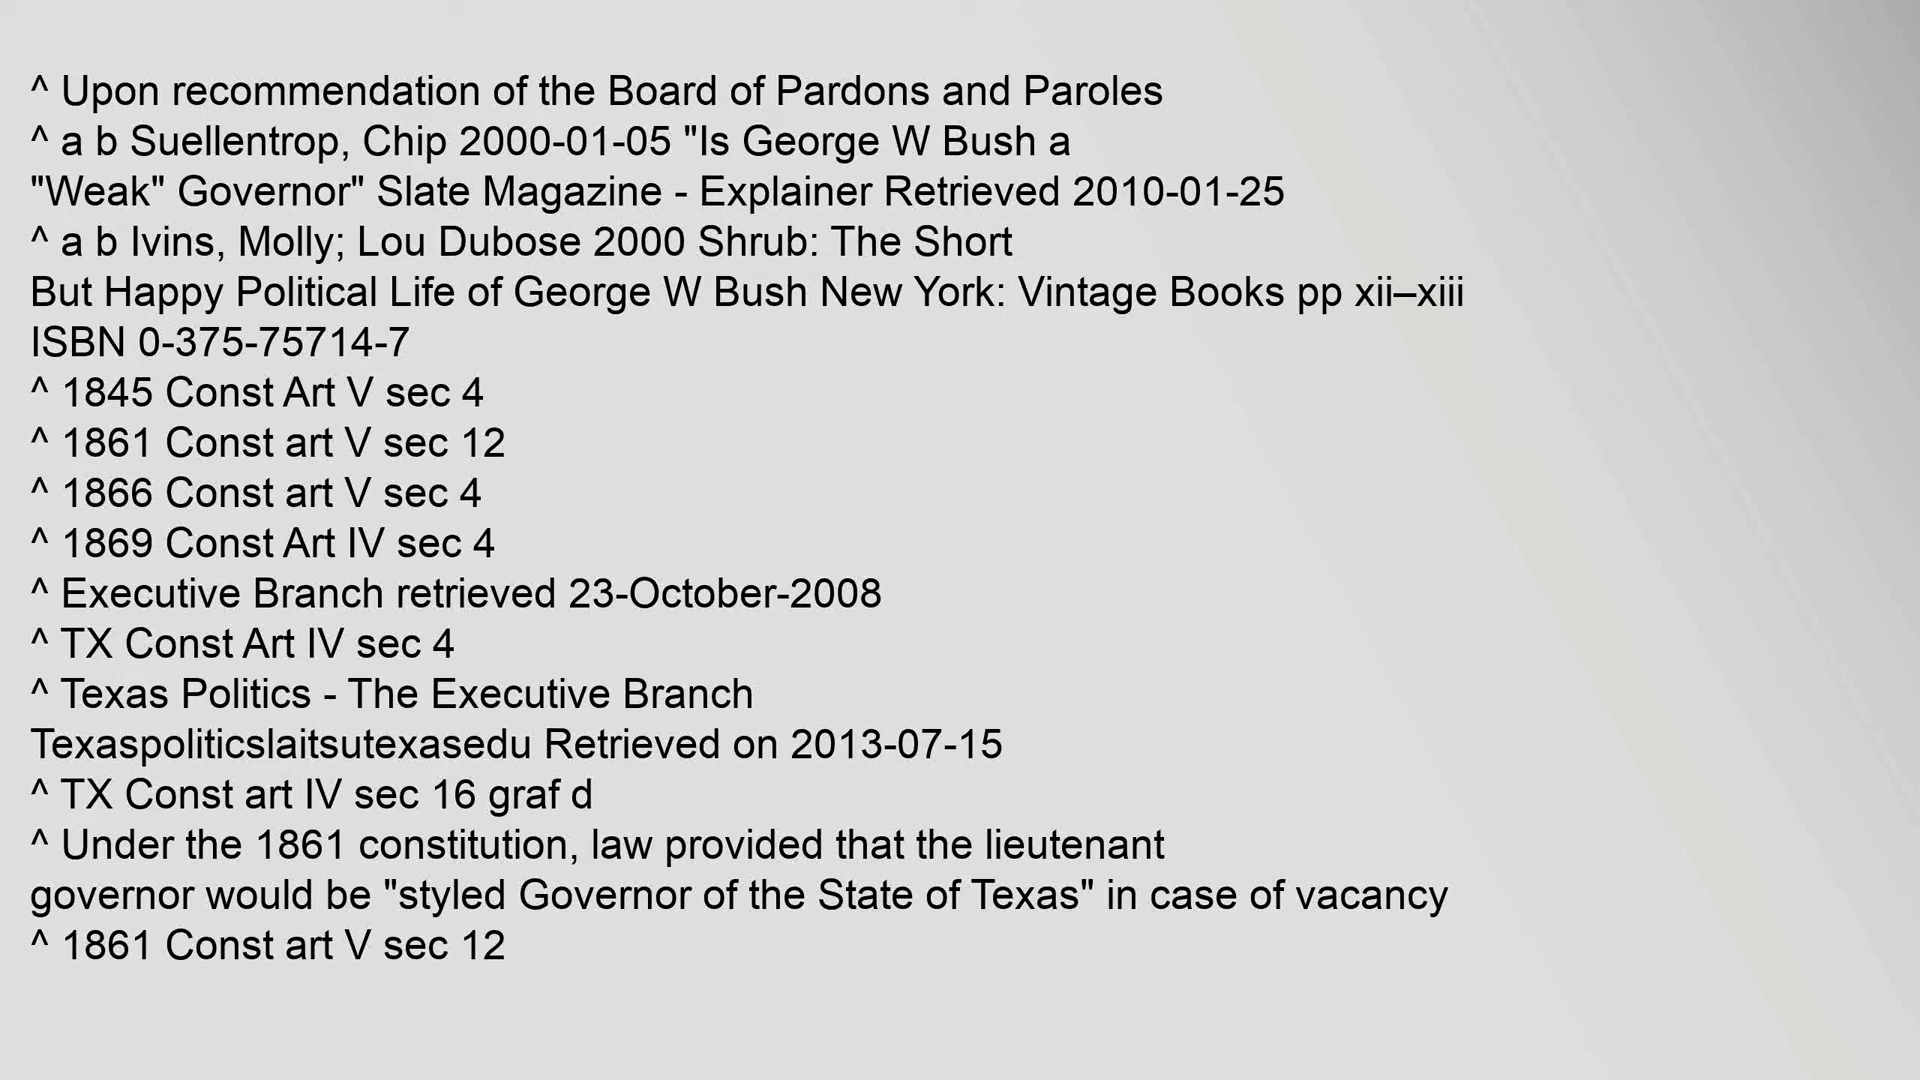 ^ Upon recommendation of the Board of Pardons and Paroles
^ a b Suellentrop, Chip 2000-01-05 "Is George W Bush a
"Weak" Governor" Slate Magazine - Explainer Retrieved 2010-01-25
^ a b Ivins, Molly; Lou Dubose 2000 Shrub: The Short
But Happy Political Life of George W Bush New York: Vintage Books pp xii–xiii
ISBN 0-375-75714-7
^ 1845 Const Art V sec 4
^ 1861 Const art V sec 12
^ 1866 Const art V sec 4
^ 1869 Const Art IV sec 4
^ Executive Branch retrieved 23-October-2008
^ TX Const Art IV sec 4
^ Texas Politics - The Executive Branch
Texaspoliticslaitsutexasedu Retrieved on 2013-07-15
^ TX Const art IV sec 16 graf d
^ Under the 1861 constitution, law provided that the lieutenant
governor would be "styled Governor of the State of Texas" in case of vacancy
^ 1861 Const art V sec 12